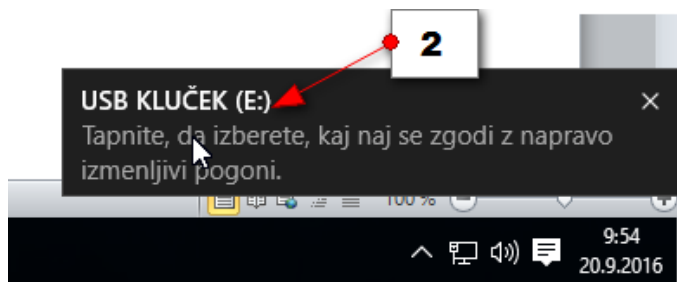 2
USB KLUČEK (E:)
Tapnite, da izberete, kaj naj se zgodi z napravo
izmenljivi pogoni.
100 %
9:54
20.9.2016